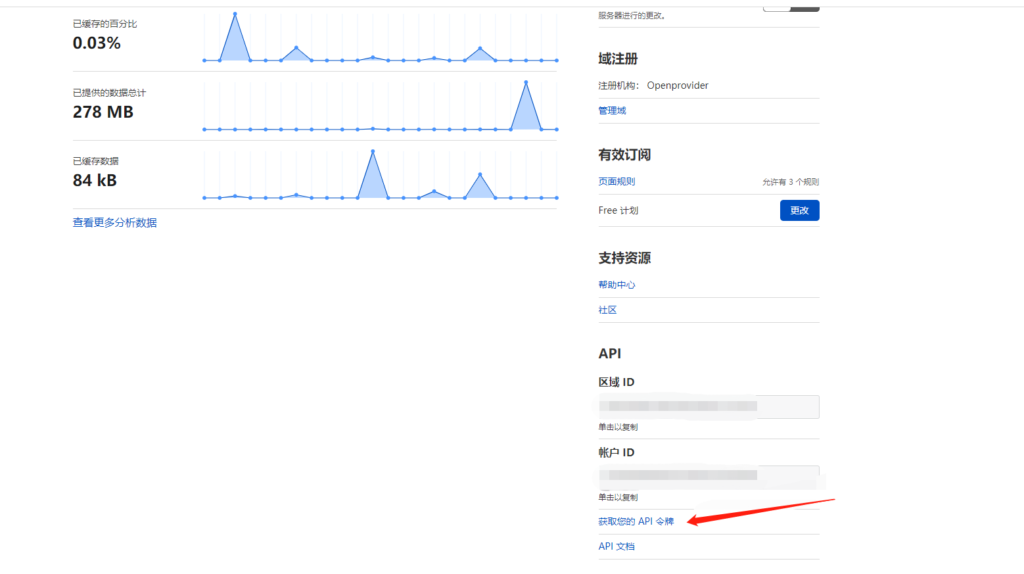 已缓存的百分比
0.03%
已提供的数据总计
278 MB
已缓存数据
84 kB
查看更多分析数据
服务器进行的更改。
域注册
注册机构： Openprovider
管理域
有效订阅
页面规则 允许有 3 个规则
Free 计划 更改
支持资源
帮助中心
社区
API
区域 ID
单击以复制
帐户 ID
单击以复制
获取您的 API 令牌
API 文档